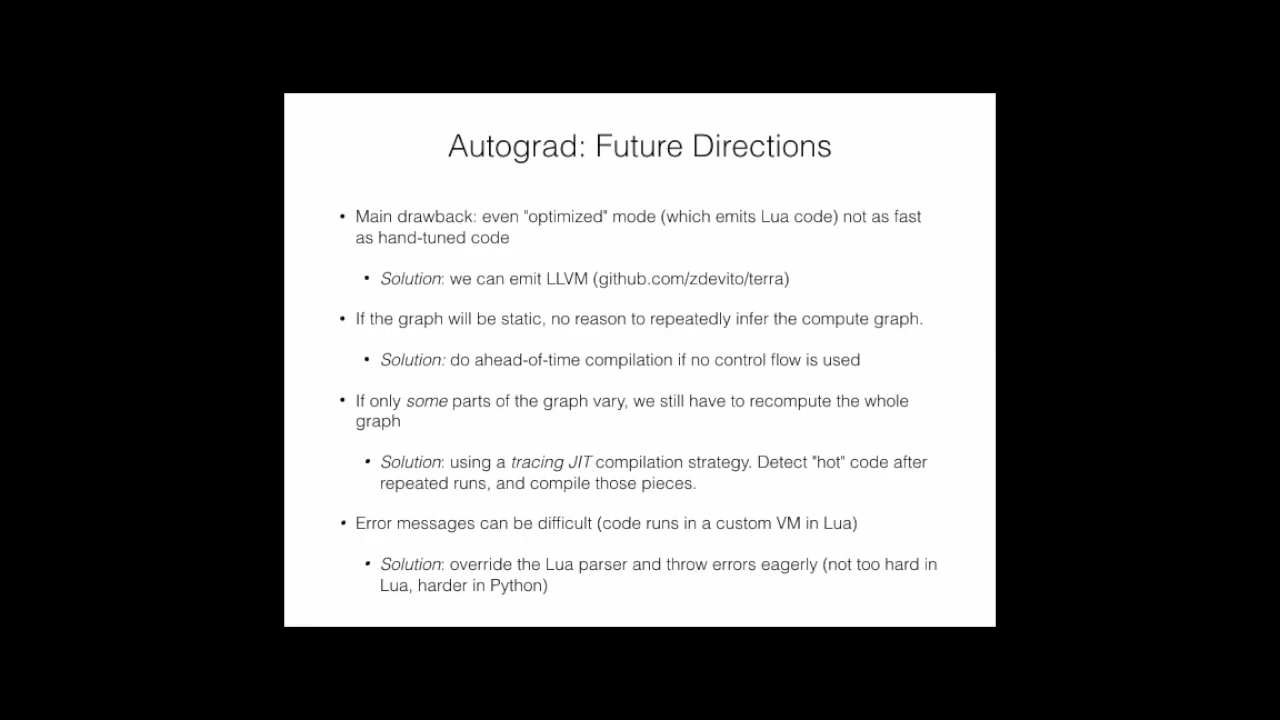 Autograd: Future Directions
• Main drawback: even "optimized" mode (which emits Lua code) not as fast
as hand-tuned code
• Solution: we can emit LLVM (github.com/zdevito/terra)
• If the graph will be static, no reason to repeatedly infer the compute graph.
• Solution: do ahead-of-time compilation if no control flow is used
• If only some parts of the graph vary, we still have to recompute the whole
graph
• Solution: using a tracing JIT compilation strategy. Detect "hot" code after
repeated runs, and compile those pieces.
• Error messages can be difficult (code runs in a custom VM in Lua)
• Solution: override the Lua parser and throw errors eagerly (not too hard in
Lua, harder in Python)